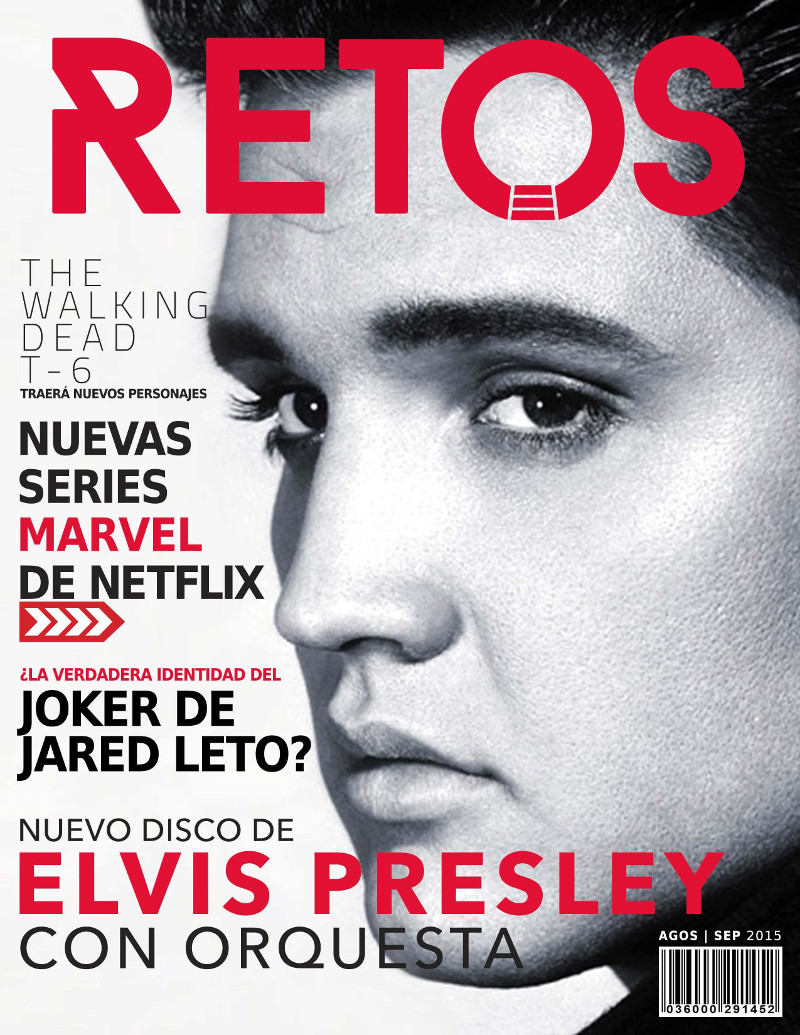 RETOS
THE
WALKING
DEAD
T-6
TRAERÁ NUEVOS PERSONAJES
NUEVAS
SERIES
MARVEL
DE NETFLIX
¿LA VERDADERA IDENTIDAD DEL
JOKER DE
JARED LETO?
NUEVO DISCO DE
ELVIS PRESLEY
CON ORQUESTA
AGOS | SEP 2015
036000 291452